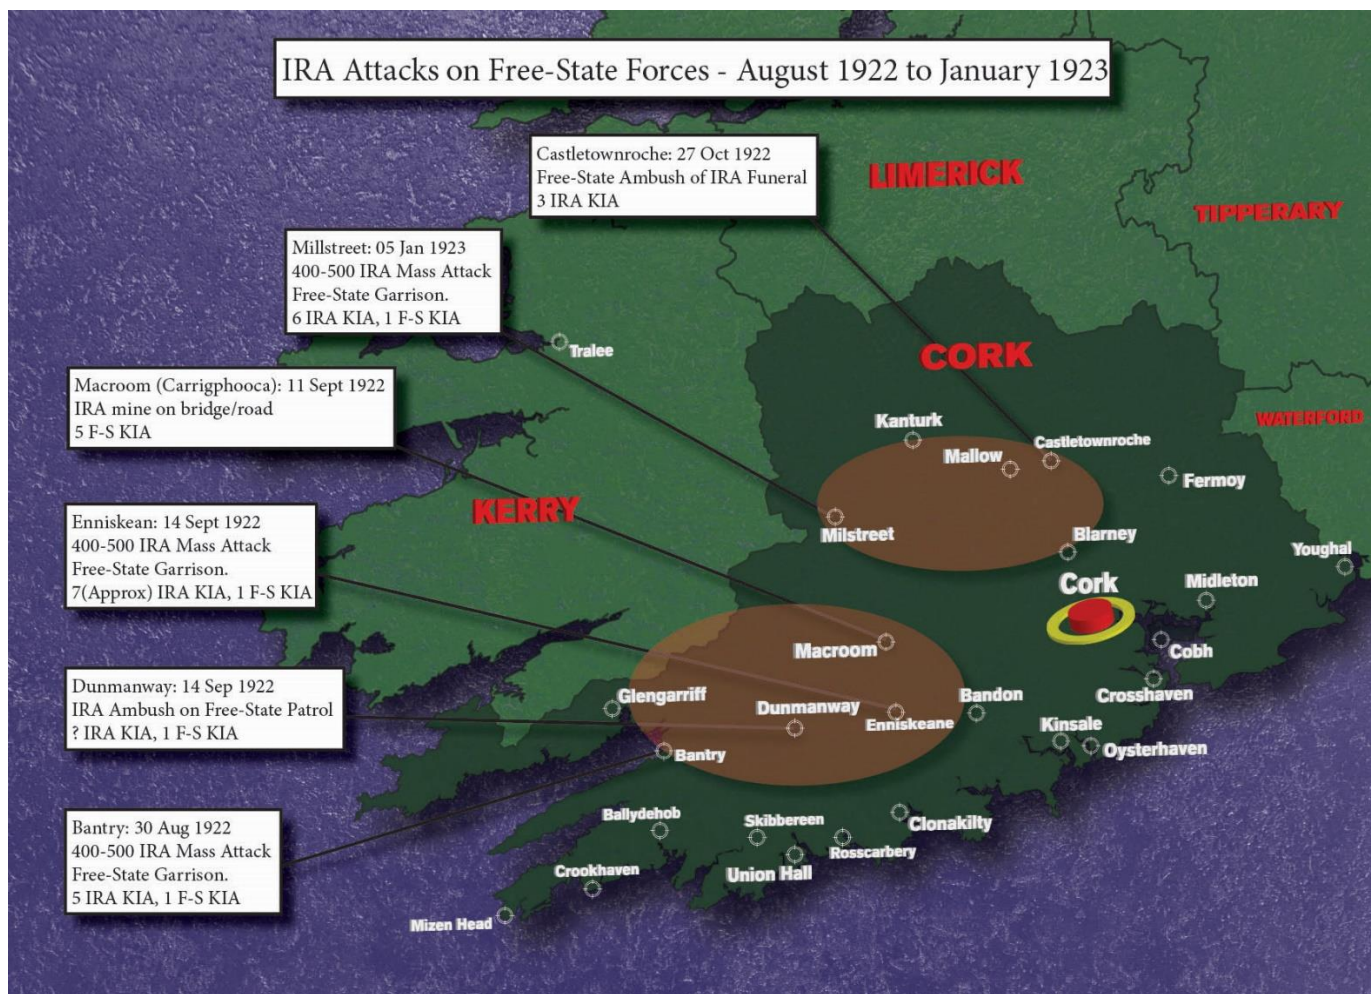 IRA Attacks on Free-State Forces - August 1922 to January 1923
Castletownroche: 27 Oct 1922
Free-State Ambush of IRA Funeral
3 IRA KIA
LIMERICK
TIPPERARY
Millstreet: 05 Jan 1923
400-500 IRA Mass Attack
Free-State Garrison.
6 IRA KIA, 1 F-S KIA
Tralee
CORK
Macroom (Carrigphooca): 11 Sept 1922
IRA mine on bridge/road
5 F-S KIA
WATERFORD
Kanturk
Castletownroche
Mallow
Fermoy
KERRY
Enniskean: 14 Sept 1922
400-500 IRA Mass Attack
Free-State Garrison.
7(Approx) IRA KIA, 1 F-S KIA
Milstreet
Blarney
Youghal
Cork
Midleton
Macroom
Cobh
Dunmanway: 14 Sep 1922
IRA Ambush on Free-State Patrol
? IRA KIA, 1 F-S KIA
Glengarriff
Dunmanway
Enniskeane
Bandon
Crosshaven
Kinsale
Oysterhaven
Bantry
Bantry: 30 Aug 1922
400-500 IRA Mass Attack
Free-State Garrison.
5 IRA KIA, 1 F-S KIA
Ballydehob
Skibbereen
Clonakilty
Rosscarbery
Union Hall
Crookhaven
Mizen Head